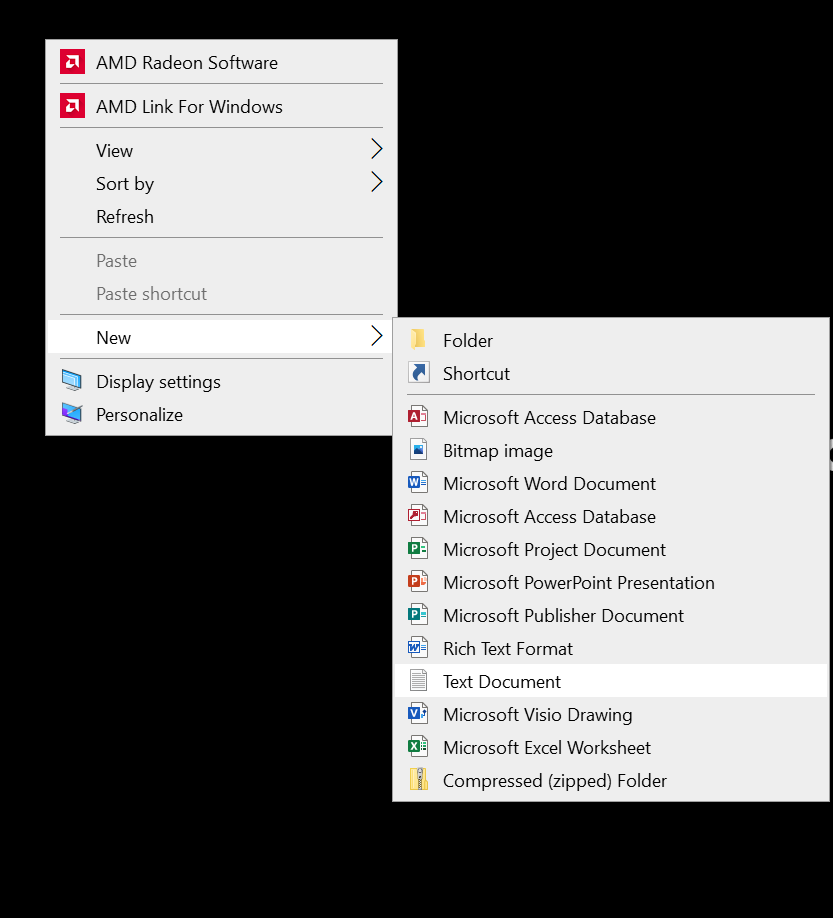 AMD Radeon Software
AMD Link For Windows
View
Sort by
Refresh
Paste
Paste shortcut
New
Display settings
Personalize
Folder
Shortcut
Microsoft Access Database
Bitmap image
Microsoft Word Document
Microsoft Access Database
Microsoft Project Document
Microsoft PowerPoint Presentation
Microsoft Publisher Document
Rich Text Format
Text Document
Microsoft Visio Drawing
Microsoft Excel Worksheet
Compressed (zipped) Folder